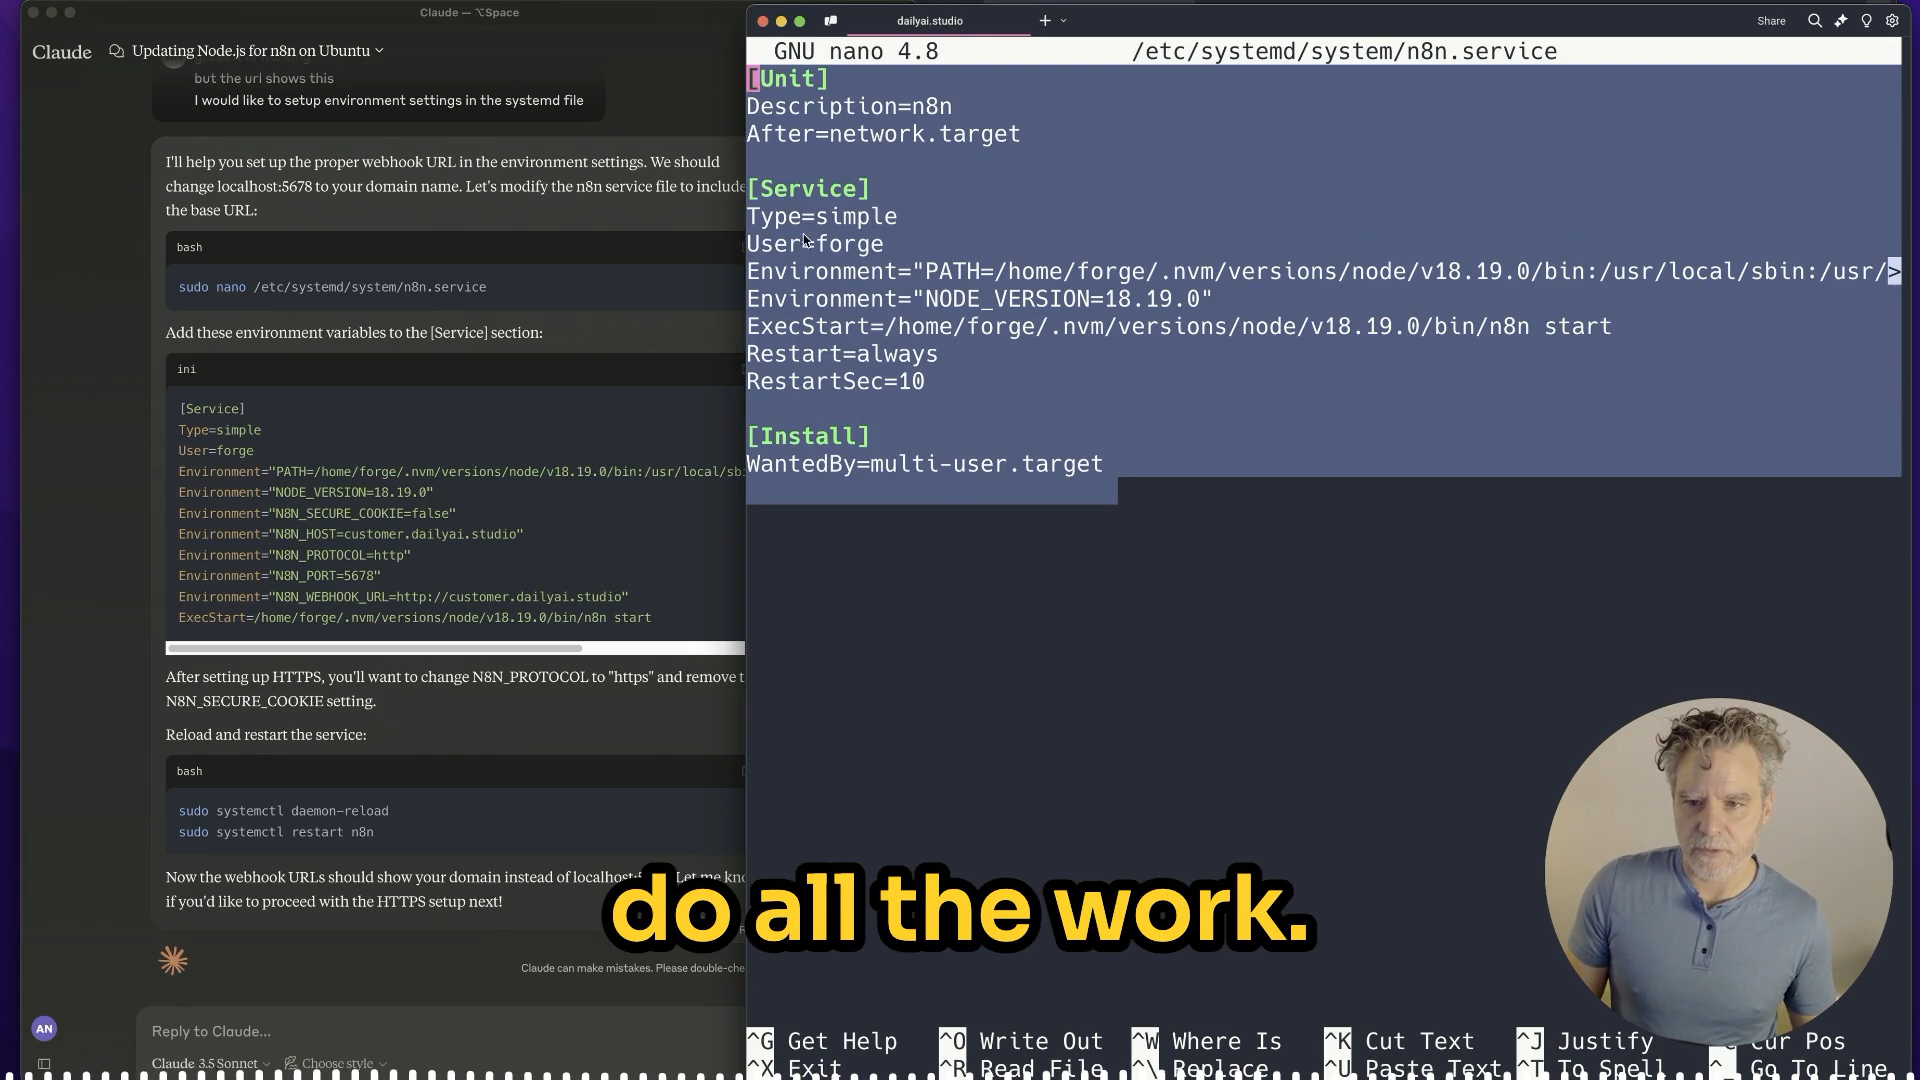 Claude — ⌥Space
Claude
Updating Node.js for n8n on Ubuntu
but the url shows this
I would like to setup environment settings in the systemd file
I'll help you set up the proper webhook URL in the environment settings. We should
change localhost:5678 to your domain name. Let's modify the n8n service file to include
the base URL:
bash
sudo nano /etc/systemd/system/n8n.service
Add these environment variables to the [Service] section:
ini
[Service]
Type=simple
User=forge
Environment="PATH=/home/forge/.nvm/versions/node/v18.19.0/bin:/usr/local/sb
Environment="NODE_VERSION=18.19.0"
Environment="N8N_SECURE_COOKIE=false"
Environment="N8N_HOST=customer.dailyai.studio"
Environment="N8N_PROTOCOL=http"
Environment="N8N_PORT=5678"
Environment="N8N_WEBHOOK_URL=http://customer.dailyai.studio"
ExecStart=/home/forge/.nvm/versions/node/v18.19.0/bin/n8n start
After setting up HTTPS, you'll want to change N8N_PROTOCOL to "https" and remove t
N8N_SECURE_COOKIE setting.
Reload and restart the service:
bash
sudo systemctl daemon-reload
sudo systemctl restart n8n
Now the webhook URLs should show your domain instead of localhost: Let me kno
if you'd like to proceed with the HTTPS setup next!
Claude can make mistakes. Please double-che
AN
Reply to Claude...
Claude 3.5 Sonnet
Choose style
dailyai.studio
Share
GNU nano 4.8 /etc/systemd/system/n8n.service
[Unit]
Description=n8n
After=network.target
[Service]
Type=simple
User=forge
Environment="PATH=/home/forge/.nvm/versions/node/v18.19.0/bin:/usr/local/sbin:/usr/>
Environment="NODE_VERSION=18.19.0"
ExecStart=/home/forge/.nvm/versions/node/v18.19.0/bin/n8n start
Restart=always
RestartSec=10
[Install]
WantedBy=multi-user.target
do all the work.
^G Get Help ^O Write Out ^W Where Is ^K Cut Text ^J Justify Cur Pos
^X Exit ^R Read File ^\ Replace ^U Paste Text ^T To Spell ^_ Go To Line